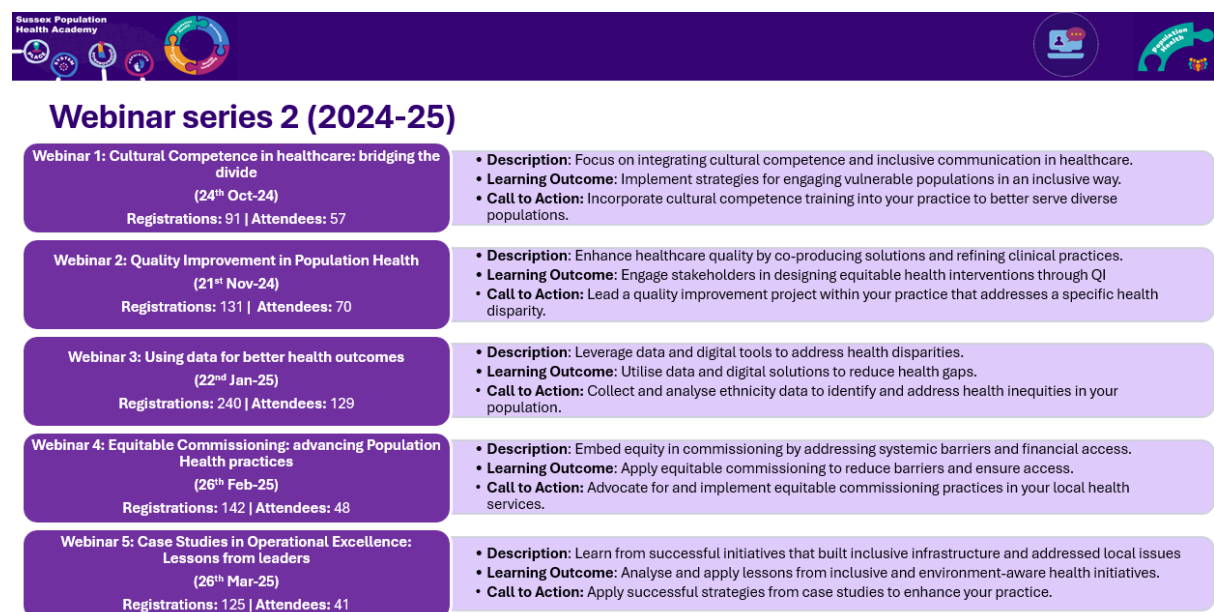 Sussex Population
Health Academy
Population
Health
Webinar series 2 (2024-25)
Webinar 1: Cultural Competence in healthcare: bridging the
divide
(24th Oct-24)
Registrations: 91 | Attendees: 57
• Description: Focus on integrating cultural competence and inclusive communication in healthcare.
• Learning Outcome: Implement strategies for engaging vulnerable populations in an inclusive way.
• Call to Action: Incorporate cultural competence training into your practice to better serve diverse
populations.
Webinar 2: Quality Improvement in Population Health
(21st Nov-24)
Registrations: 131 | Attendees: 70
• Description: Enhance healthcare quality by co-producing solutions and refining clinical practices.
• Learning Outcome: Engage stakeholders in designing equitable health interventions through QI
• Call to Action: Lead a quality improvement project within your practice that addresses a specific health
disparity.
Webinar 3: Using data for better health outcomes
(22nd Jan-25)
Registrations: 240 | Attendees: 129
• Description: Leverage data and digital tools to address health disparities.
• Learning Outcome: Utilise data and digital solutions to reduce health gaps.
• Call to Action: Collect and analyse ethnicity data to identify and address health inequities in your
population.
Webinar 4: Equitable Commissioning: advancing Population
Health practices
(26th Feb-25)
Registrations: 142 | Attendees: 48
• Description: Embed equity in commissioning by addressing systemic barriers and financial access.
• Learning Outcome: Apply equitable commissioning to reduce barriers and ensure access.
• Call to Action: Advocate for and implement equitable commissioning practices in your local health
services.
Webinar 5: Case Studies in Operational Excellence:
Lessons from leaders
(26th Mar-25)
Registrations: 125 | Attendees: 41
• Description: Learn from successful initiatives that built inclusive infrastructure and addressed local issues
• Learning Outcome: Analyse and apply lessons from inclusive and environment-aware health initiatives.
• Call to Action: Apply successful strategies from case studies to enhance your practice.